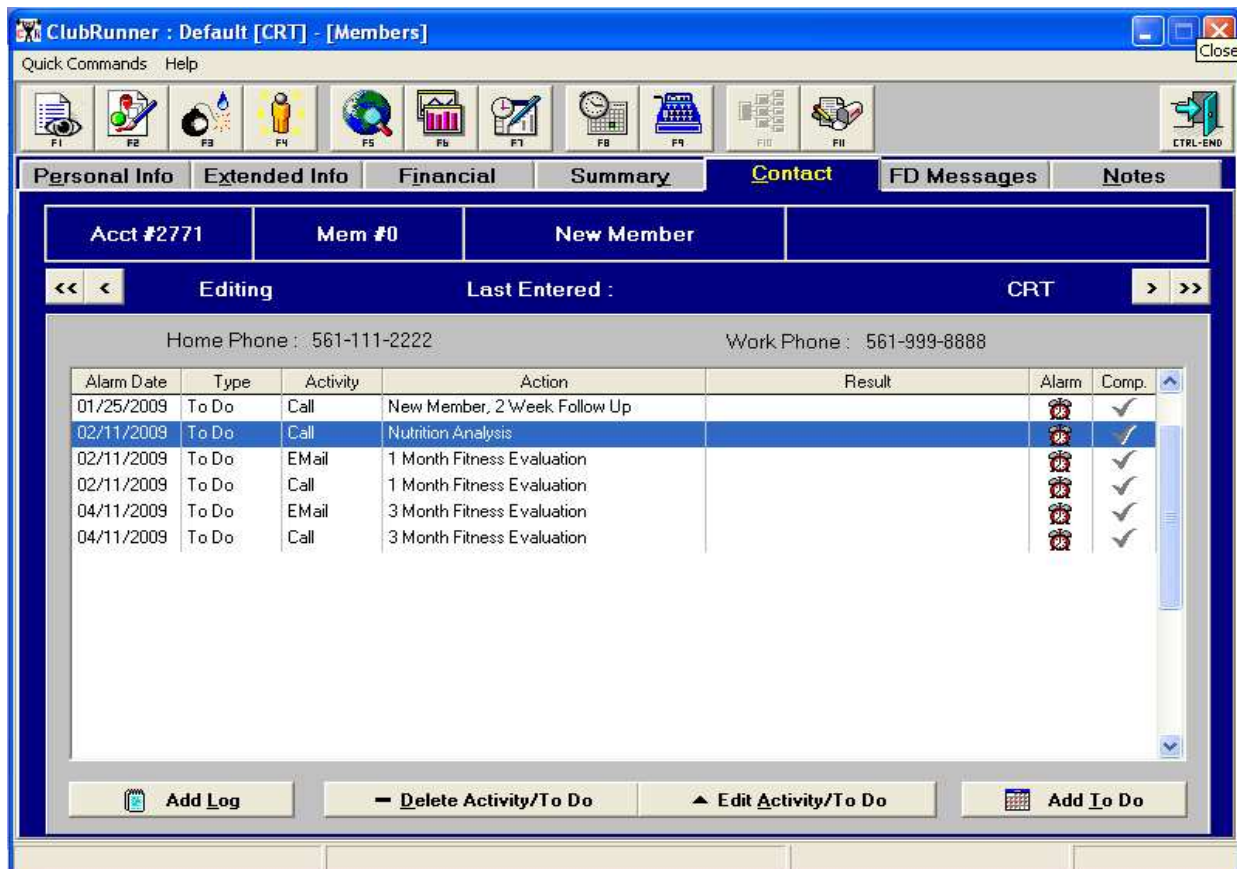 ClubRunner : Default [CRT] - [Members]
Close
Quick Commands Help
F1 F2 F3 F4 F5 F6 F7 F8 F9 F10 F11 CTRL-END
Personal Info Extended Info Financial Summary Contact FD Messages Notes
Acct #2771 Mem #0 New Member
<< < Editing Last Entered : CRT > >>
Home Phone : 561-111-2222 Work Phone : 561-999-8888
Alarm Date Type Activity Action Result Alarm Comp.
01/25/2009 To Do Call New Member, 2 Week Follow Up
02/11/2009 To Do Call Nutrition Analysis
02/11/2009 To Do EMail 1 Month Fitness Evaluation
02/11/2009 To Do Call 1 Month Fitness Evaluation
04/11/2009 To Do EMail 3 Month Fitness Evaluation
04/11/2009 To Do Call 3 Month Fitness Evaluation
Add Log Delete Activity/To Do Edit Activity/To Do Add To Do